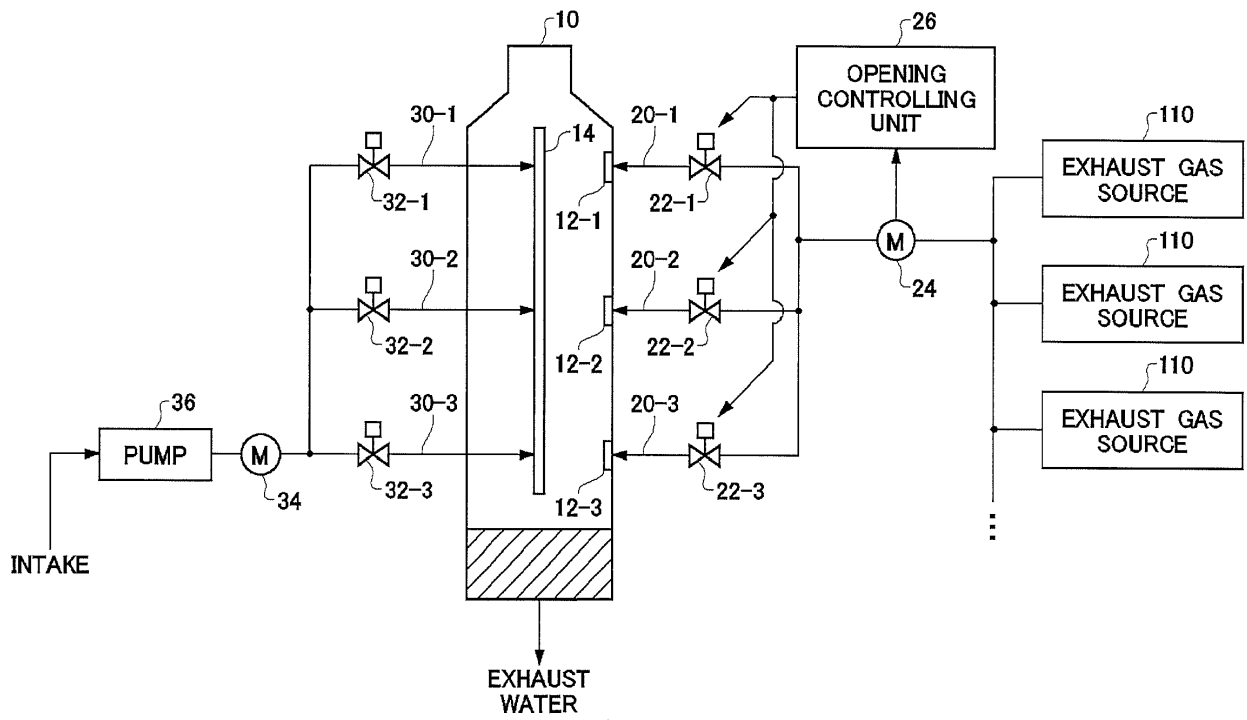 10
26
OPENING
CONTROLLING
UNIT
30-1
14
20-1
110
EXHAUST GAS
SOURCE
32-1
12-1
22-1
30-2
20-2
M
24
110
EXHAUST GAS
SOURCE
32-2
12-2
22-2
36
PUMP
M
34
30-3
20-3
110
EXHAUST GAS
SOURCE
32-3
12-3
22-3
INTAKE
EXHAUST
WATER